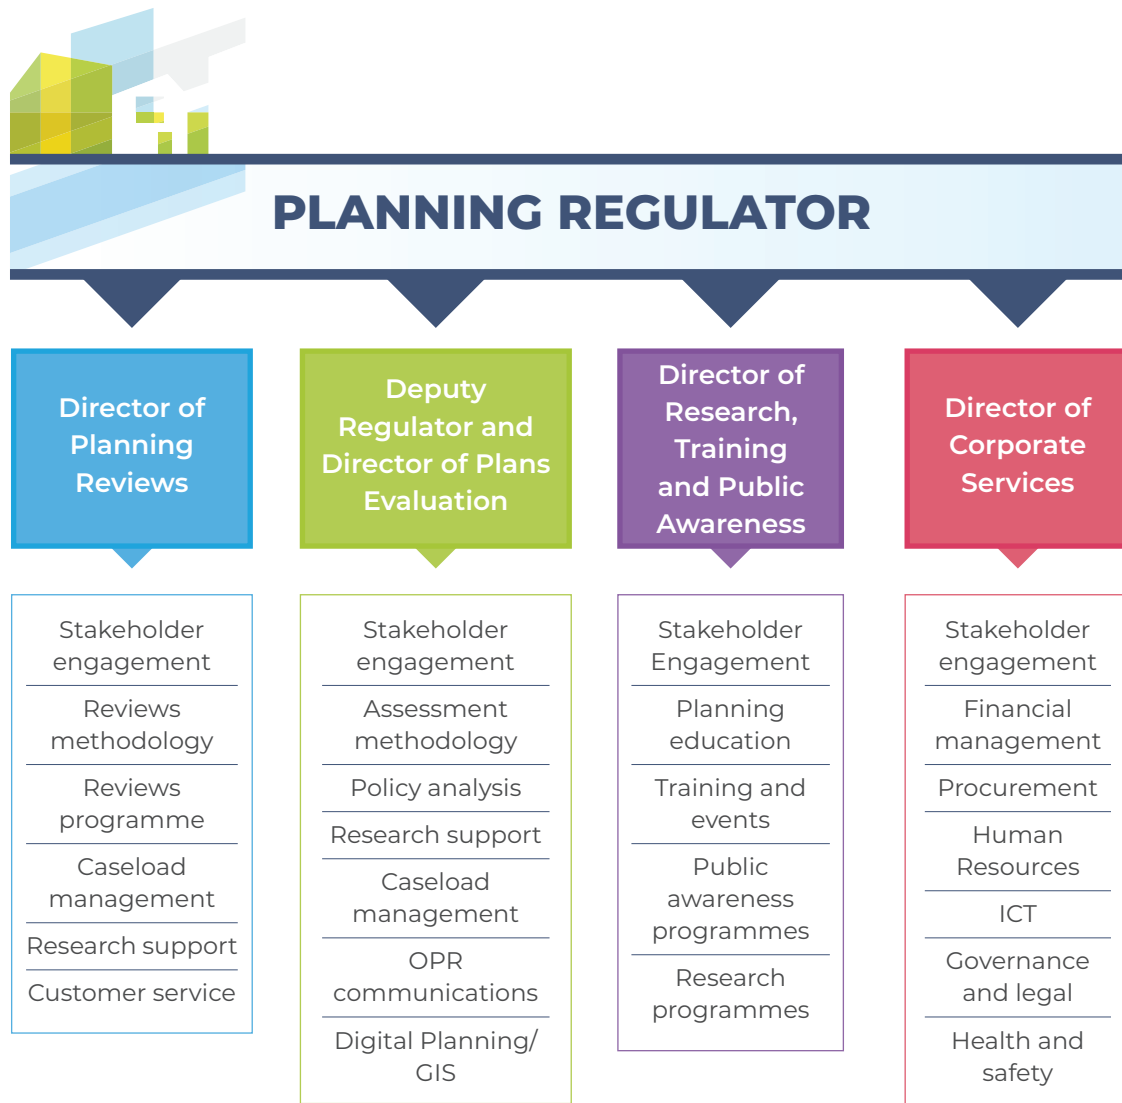 PLANNING REGULATOR
Director of
Planning
Reviews
Stakeholder
engagement
Reviews
methodology
Reviews
programme
Caseload
management
Research support
Customer service
Deputy
Regulator and
Director of Plans
Evaluation
Stakeholder
engagement
Assessment
methodology
Policy analysis
Research support
Caseload
management
OPR
communications
Digital Planning/
GIS
Director of
Research,
Training
and Public
Awareness
Stakeholder
Engagement
Planning
education
Training and
events
Public
awareness
programmes
Research
programmes
Director of
Corporate
Services
Stakeholder
engagement
Financial
management
Procurement
Human
Resources
ICT
Governance
and legal
Health and
safety